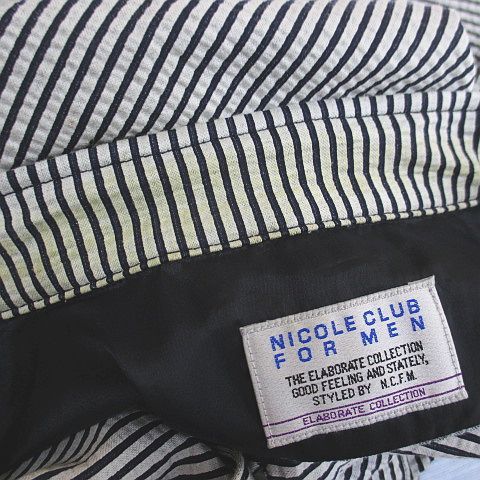 NICOLE CLUB
FOR MEN
THE ELABORATE COLLECTION
GOOD FEELING AND STATELY,
STYLED BY N.C.F.M.
ELABORATE COLLECTION